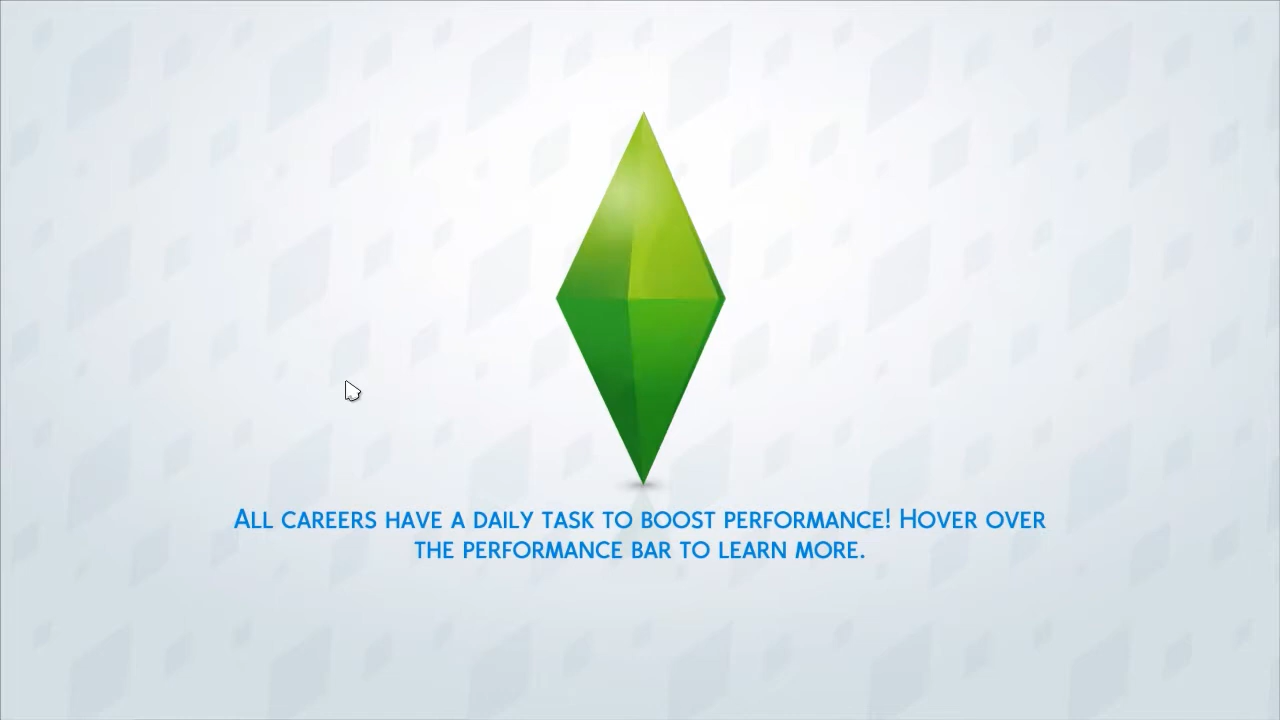 All careers have a daily task to boost performance! Hover over
the performance bar to learn more.